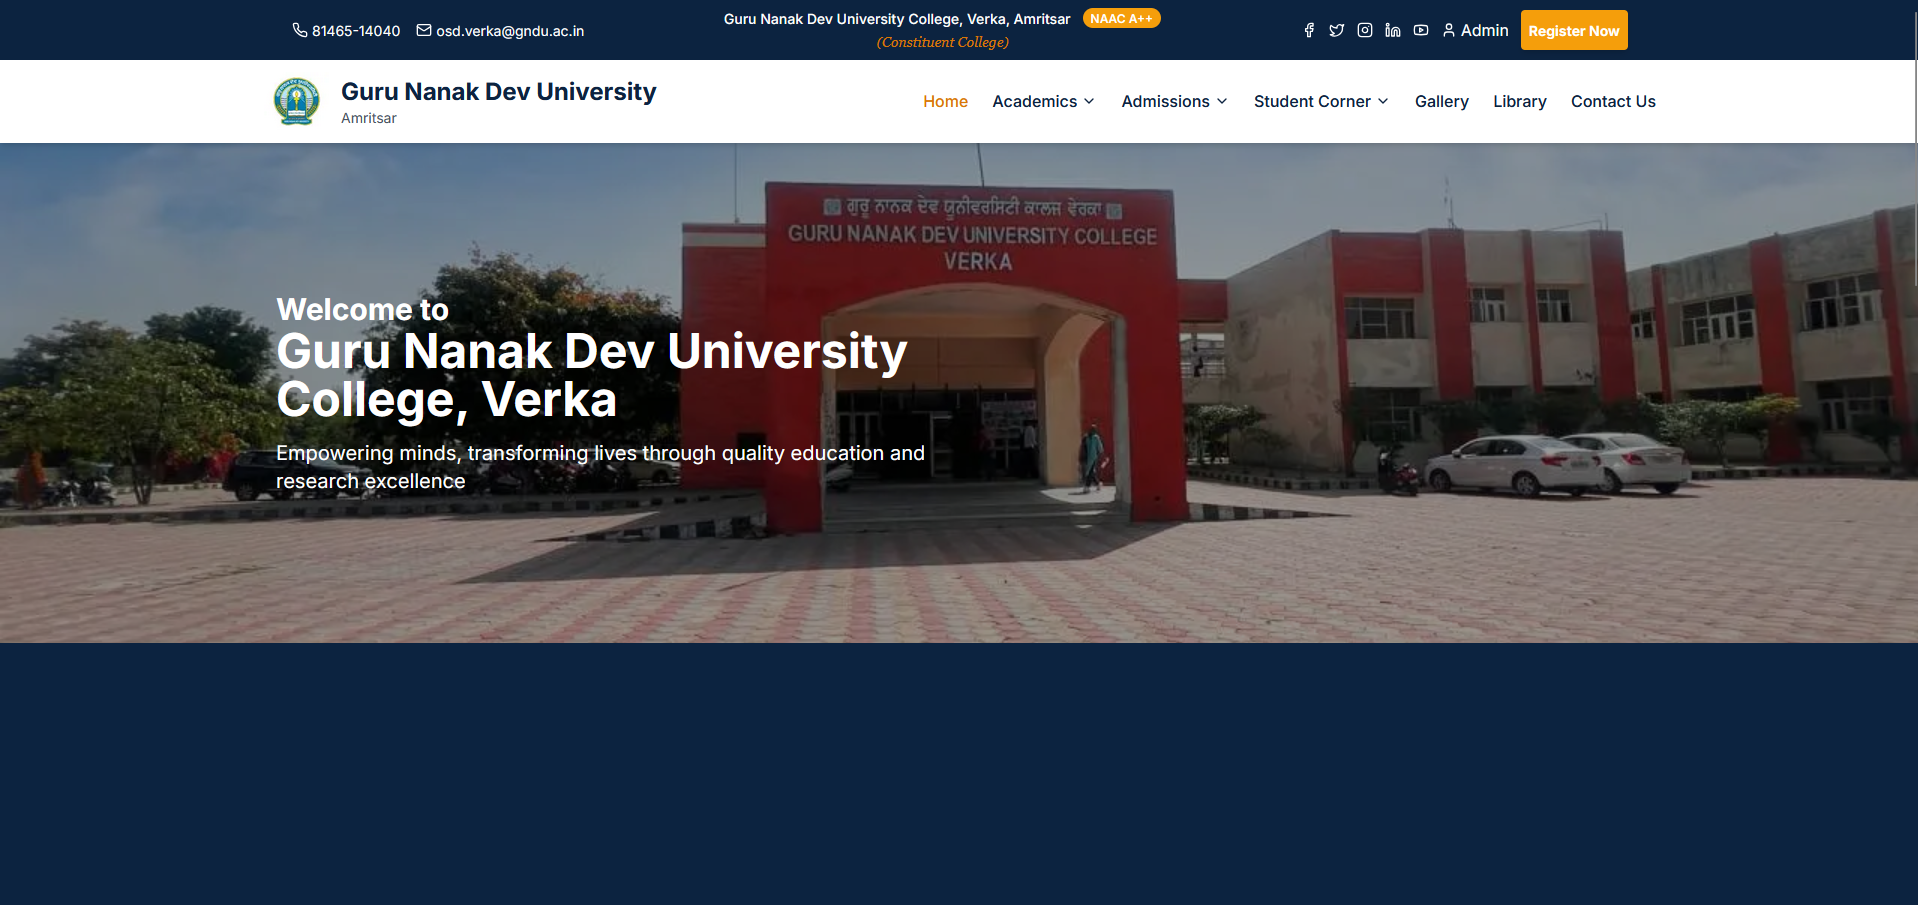 81465-14040
osd.verka@gndu.ac.in
Guru Nanak Dev University College, Verka, Amritsar NAAC A++
(Constituent College)
Admin
Register Now
Guru Nanak Dev University
Amritsar
Home
Academics
Admissions
Student Corner
Gallery
Library
Contact Us
ਗੁਰੂ ਨਾਨਕ ਦੇਵ ਯੂਨੀਵਰਸਿਟੀ ਕਾਲਜ ਵੇਰਕਾ
GURU NANAK DEV UNIVERSITY COLLEGE
VERKA
Welcome to
Guru Nanak Dev University
College, Verka
Empowering minds, transforming lives through quality education and
research excellence